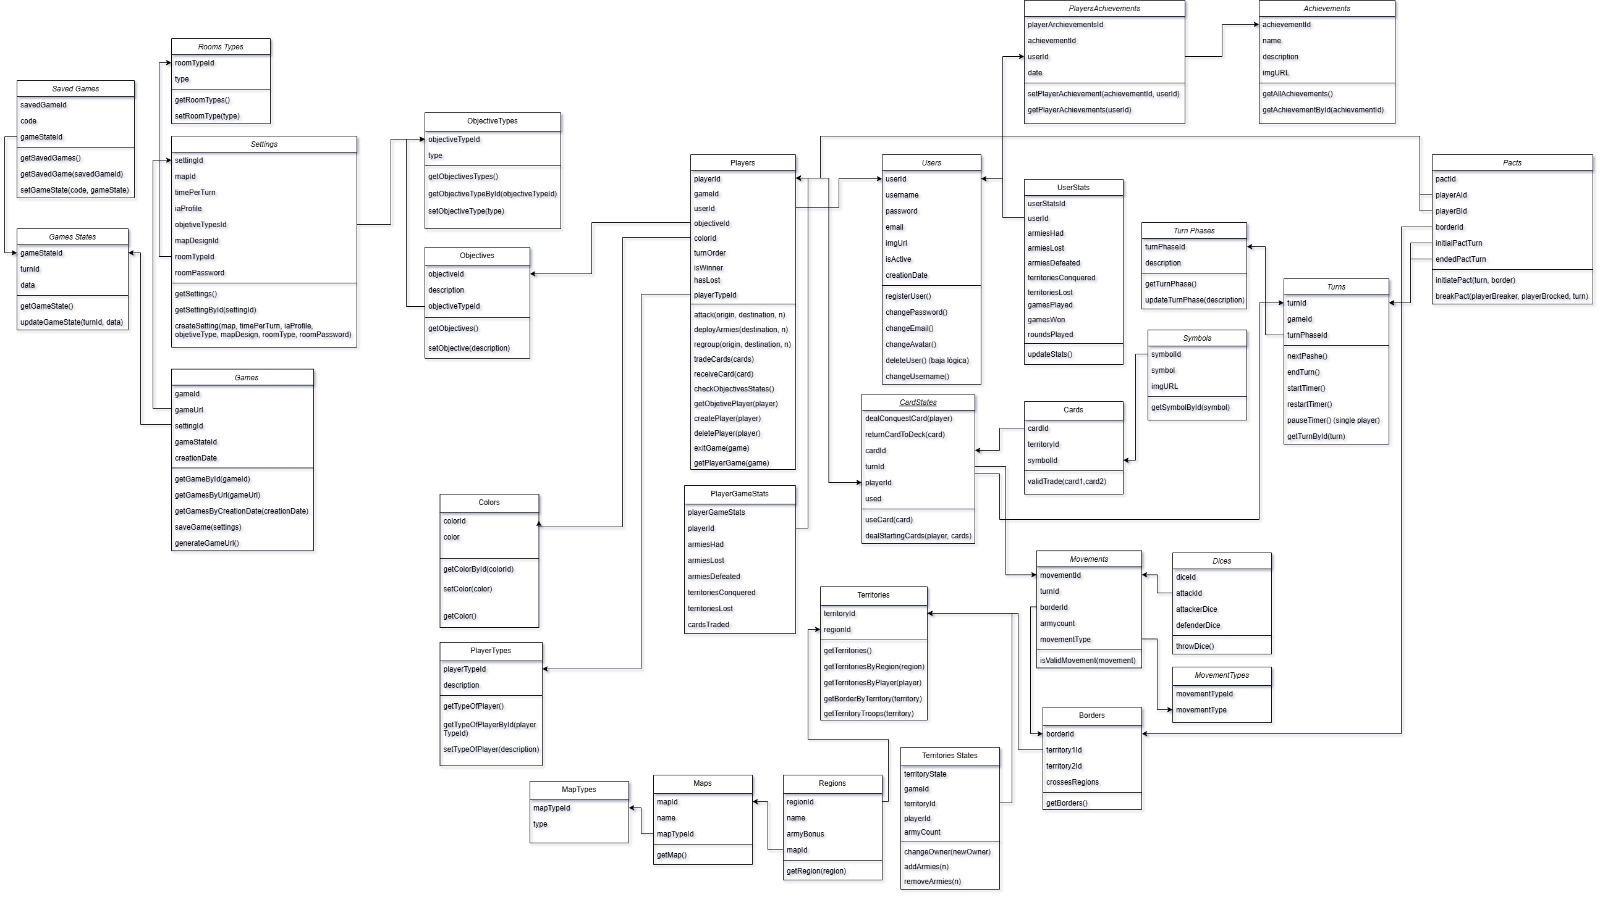 PlayersAchievements
playerArchievementsId
achievementId
userId
date
setPlayerAchievement(achievementId, userId)
getPlayerAchievements(userId)
Achievements
achievementId
name
description
imgURL
getAllAchievements()
getAchievementById(achievementId)
Rooms Types
roomTypeId
type
getRoomTypes()
setRoomType(type)
Saved Games
savedGameId
code
gameStateId
getSavedGames()
getSavedGame(savedGameId)
setGameState(code, gameState)
Settings
settingId
mapId
timePerTurn
iaProfile
objetiveTypesId
mapDesignId
roomTypeId
roomPassword
getSettings()
getSettingById(settingId)
createSetting(map, timePerTurn, iaProfile,
objetiveType, mapDesign, roomType, roomPassword)
Games States
gameStateId
turnId
data
getGameState()
updateGameState(turnId, data)
Games
gameId
gameUrl
settingId
gameStateId
creationDate
getGameById(gameId)
getGamesByUrl(gameUrl)
getGamesByCreationDate(creationDate)
saveGame(settings)
generateGameUrl()
ObjectiveTypes
objectiveTypeId
type
getObjectivesTypes()
getObjectiveTypeById(objectiveTypeId)
setObjectiveType(type)
Objectives
objectiveId
description
objectiveTypeId
getObjectives()
setObjective(description)
Players
playerId
gameId
userId
objectiveId
colorId
turnOrder
isWinner
hasLost
playerTypeId
attack(origin, destination, n)
deployArmies(destination, n)
regroup(origin, destination, n)
tradeCards(cards)
receiveCard(card)
checkObjectivesStates()
getObjetivePlayer(player)
createPlayer(player)
deletePlayer(player)
exitGame(game)
getPlayerGame(game)
Users
userId
username
password
email
imgUrl
isActive
creationDate
registerUser()
changePassword()
changeEmail()
changeAvatar()
deleteUser() (baja lógica)
changeUsername()
UserStats
userStatsId
userId
armiesHad
armiesLost
armiesDefeated
territoriesConquered
territoriesLost
gamesPlayed
gamesWon
roundsPlayed
updateStats()
Pacts
pactId
playerAId
playerBId
borderId
initialPactTurn
endedPactTurn
initiatePact(turn, border)
breakPact(playerBreaker, playerBrocked, turn)
Turn Phases
turnPhaseId
description
getTurnPhase()
updateTurnPhase(description)
Turns
turnId
gameId
turnPhaseId
nextPashe()
endTurn()
startTimer()
restartTimer()
pauseTimer() (single player)
getTurnById(turn)
Symbols
symbolId
symbol
imgURL
getSymbolById(symbol)
CardStates
dealConquestCard(player)
returnCardToDeck(card)
cardId
turnId
playerId
used
useCard(card)
dealStartingCards(player, cards)
Cards
cardId
territoryId
symbolId
validTrade(card1,card2)
PlayerGameStats
playerGameStats
playerId
armiesHad
armiesLost
armiesDefeated
territoriesConquered
territoriesLost
cardsTraded
Colors
colorId
color
getColorById(colorId)
setColor(color)
getColor()
PlayerTypes
playerTypeId
description
getTypeOfPlayer()
getTypeOfPlayerById(player
TypeId)
setTypeOfPlayer(description)
Territories
territoryId
regionId
getTerritories()
getTerritoriesByRegion(region)
getTerritoriesByPlayer(player)
getBorderByTerritory(territory)
getTerritoryTroops(territory)
Movements
movementId
turnId
borderId
armycount
movementType
isValidMovement(movement)
Dices
diceId
attackId
attackerDice
defenderDice
throwDice()
MovementTypes
movementTypeId
movementType
Borders
borderId
territory1Id
territory2Id
crossesRegions
getBorders()
Territories States
territoryState
gameId
territoryId
playerId
armyCount
changeOwner(newOwner)
addArmies(n)
removeArmies(n)
MapTypes
mapTypeId
type
Maps
mapId
name
mapTypeId
getMap()
Regions
regionId
name
armyBonus
mapId
getRegion(region)